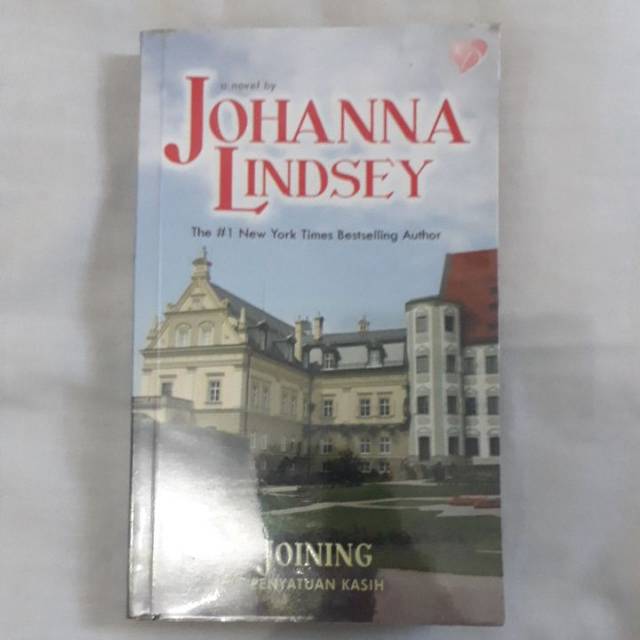 a novel by
JOHANNA
LINDSEY
The #1 New York Times Bestselling Author
JOINING
PENYATUAN KASIH